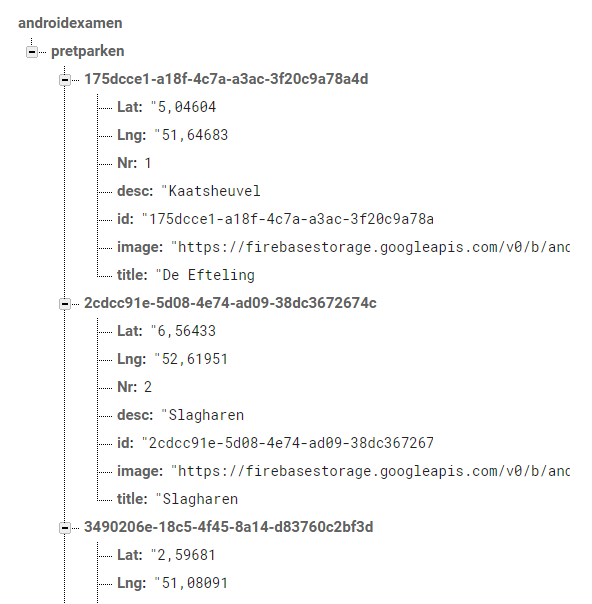 androidexamen
pretparken
175dcce1-a18f-4c7a-a3ac-3f20c9a78a4d
Lat: "5,04604
Lng: "51,64683
Nr: 1
desc: "Kaatsheuvel
id: "175dcce1-a18f-4c7a-a3ac-3f20c9a78a
image: "https://firebasestorage.googleapis.com/v0/b/and
title: "De Efteling
2cdcc91e-5d08-4e74-ad09-38dc3672674c
Lat: "6,56433
Lng: "52,61951
Nr: 2
desc: "Slagharen
id: "2cdcc91e-5d08-4e74-ad09-38dc367267
image: "https://firebasestorage.googleapis.com/v0/b/and
title: "Slagharen
3490206e-18c5-4f45-8a14-d83760c2bf3d
Lat: "2,59681
Lng: "51,08091